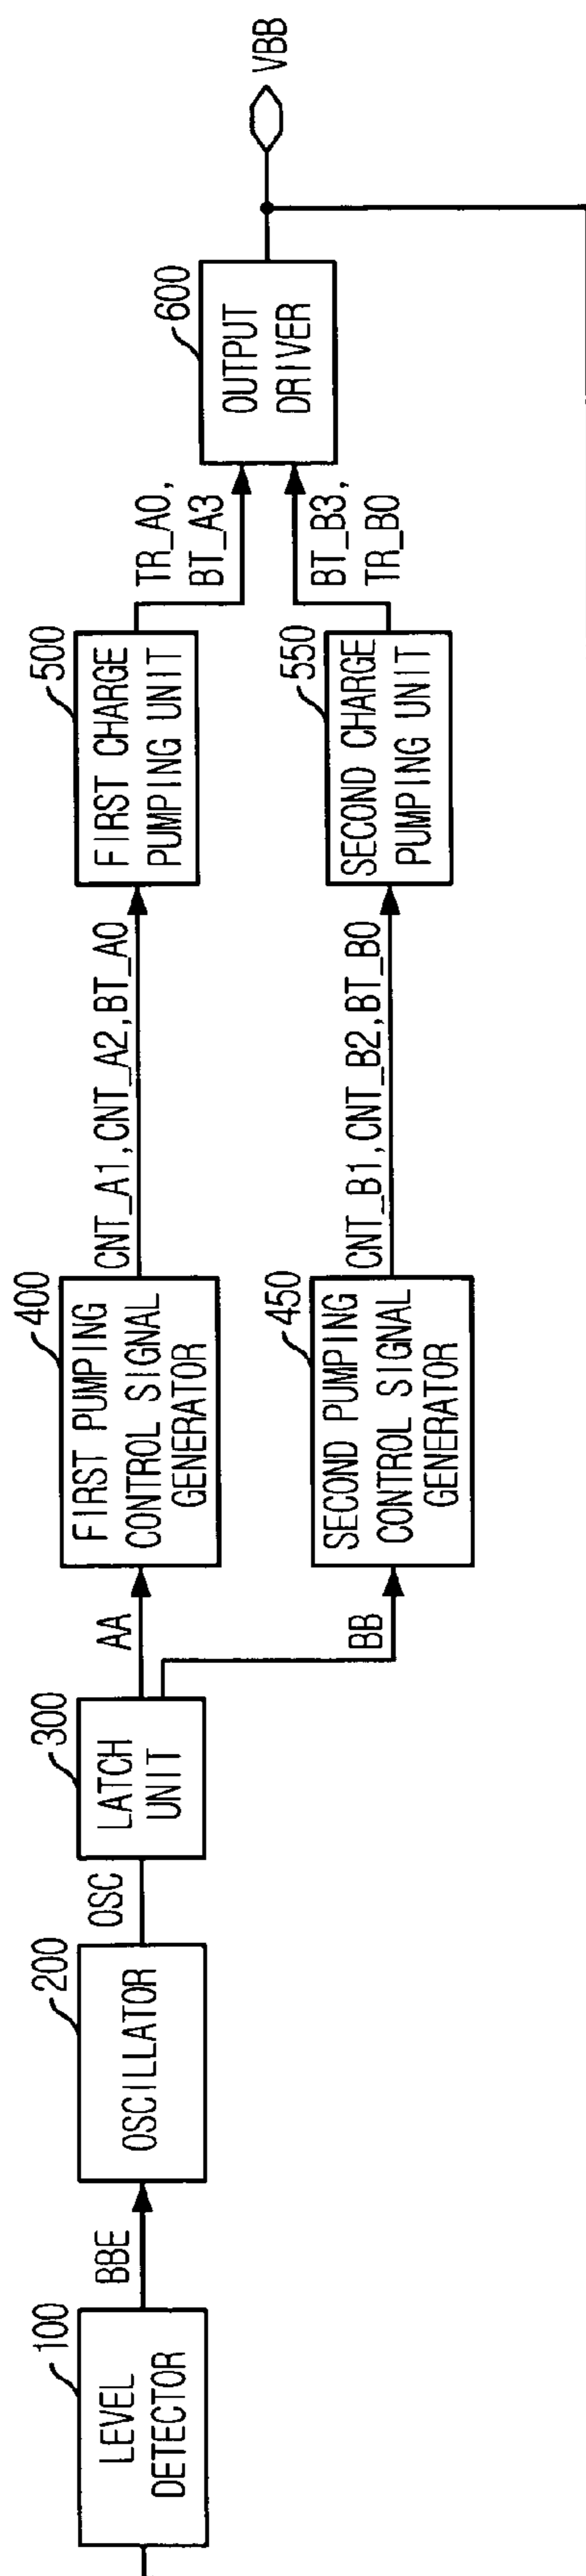 100
LEVEL
DETECTOR
BBE
200
OSCILLATOR
OSC
300
LATCH
UNIT
AA
BB
400
FIRST PUMPING
CONTROL SIGNAL
GENERATOR
450
SECOND PUMPING
CONTROL SIGNAL
GENERATOR
CNT_A1,CNT_A2,BT_A0
CNT_B1,CNT_B2,BT_B0
500
FIRST CHARGE
PUMPING UNIT
550
SECOND CHARGE
PUMPING UNIT
TR_A0,
BT_A3
BT_B3,
TR_B0
600
OUTPUT
DRIVER
VBB